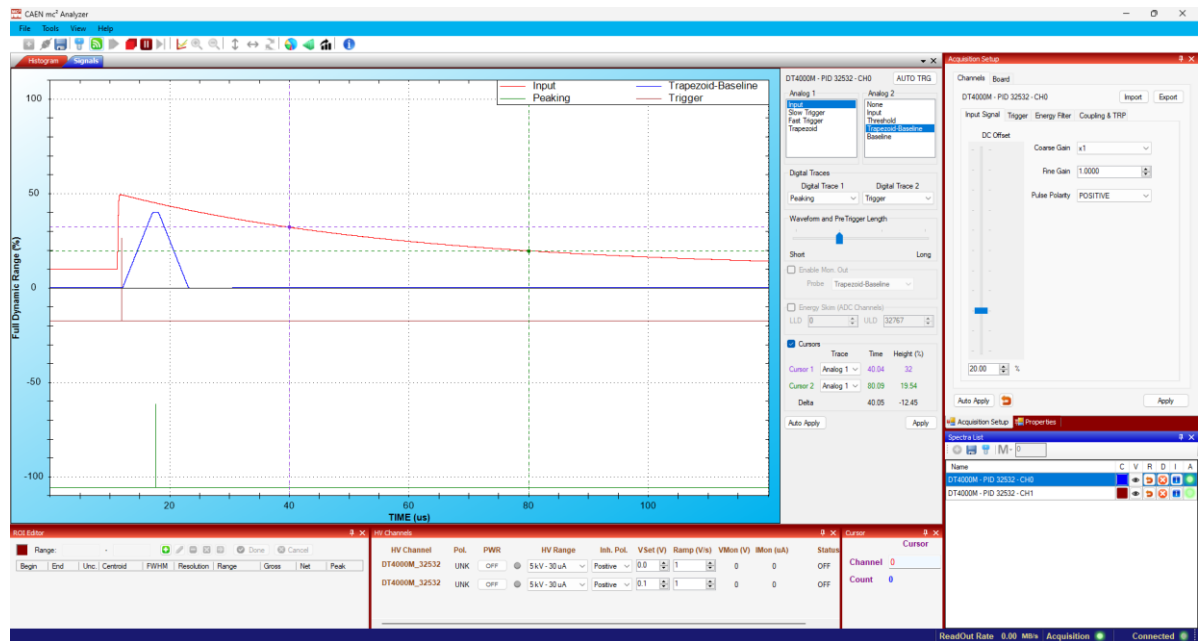 CAEN mc² Analyzer
File Tools View Help
Histogram Signals
Input Trapezoid-Baseline
Peaking Trigger
100
50
0
-50
-100
Full Dynamic Range (%)
20 40 60 80 100
TIME (us)
DT4000M - PID 32532 - CH0 AUTO TRG
Analog 1 Analog 2
Input
Slow Trigger
Fast Trigger
Trapezoid
None
Input
Threshold
Trapezoid-Baseline
Baseline
Digital Traces
Digital Trace 1 Digital Trace 2
Peaking Trigger
Waveform and PreTrigger Length
Short Long
Enable Mon. Out
Probe Trapezoid-Baseline
Energy Skim (ADC Channels)
LLD 0 ULD 32767
Cursors
Trace Time Height (%)
Cursor 1 Analog 1 40.04 32
Cursor 2 Analog 1 80.09 19.54
Delta 40.05 -12.45
Auto Apply Apply
Acquisition Setup
Channels Board
DT4000M - PID 32532 - CH0 Import Export
Input Signal Trigger Energy Filter Coupling & TRP
DC Offset
Coarse Gain x1
Fine Gain 1.0000
Pulse Polarity POSITIVE
20.00 %
Auto Apply Apply
Acquisition Setup Properties
Spectra List
M- 0
Name C V R D I A
DT4000M - PID 32532 - CH0
DT4000M - PID 32532 - CH1
ROI Editor
Range: - Done Cancel
Begin End Unc. Centroid FWHM Resolution Range Gross Net Peak
HV Channels
HV Channel Pol. PWR HV Range Inh. Pol. VSet (V) Ramp (V/s) VMon (V) IMon (uA) Status
DT4000M_32532 UNK OFF 5 kV - 30 uA Positive 0.0 1 0 0 OFF
DT4000M_32532 UNK OFF 5 kV - 30 uA Positive 0.1 1 0 0 OFF
Cursor
Cursor
Channel 0
Count 0
ReadOut Rate 0.00 MB/s Acquisition Connected